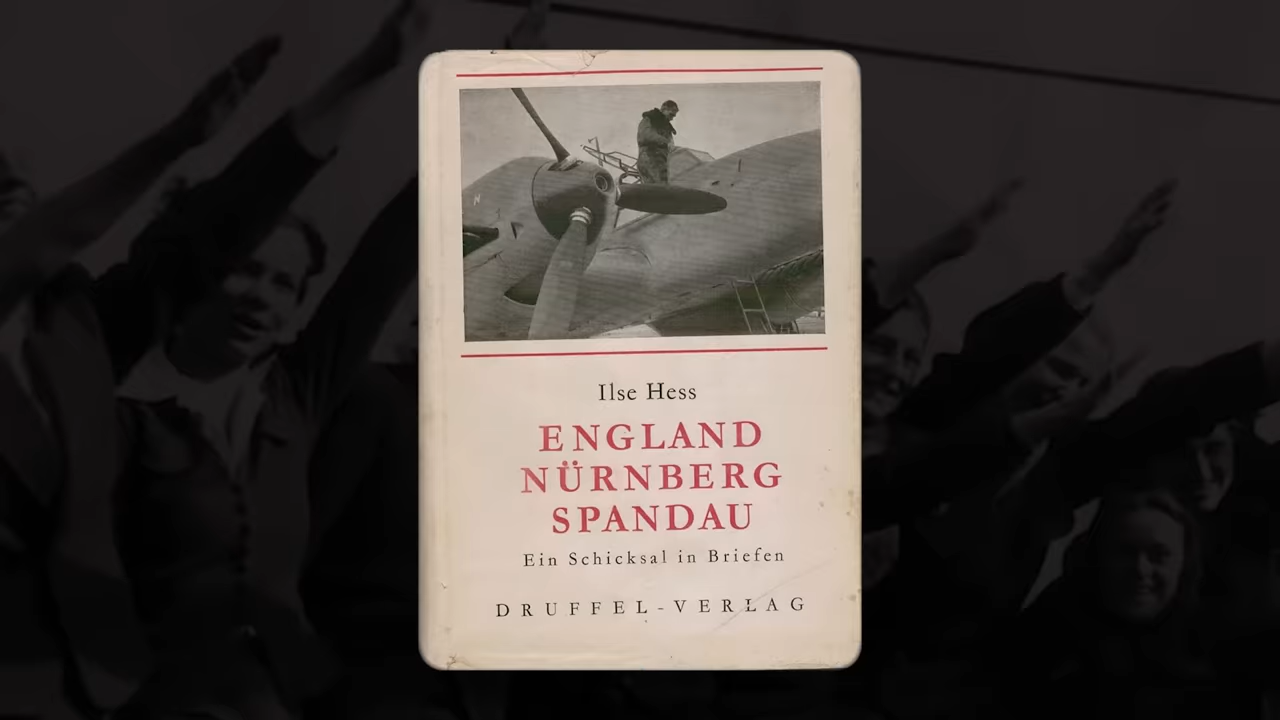 Ilse Hess
ENGLAND
NÜRNBERG
SPANDAU
Ein Schicksal in Briefen
DRUFFEL-VERLAG